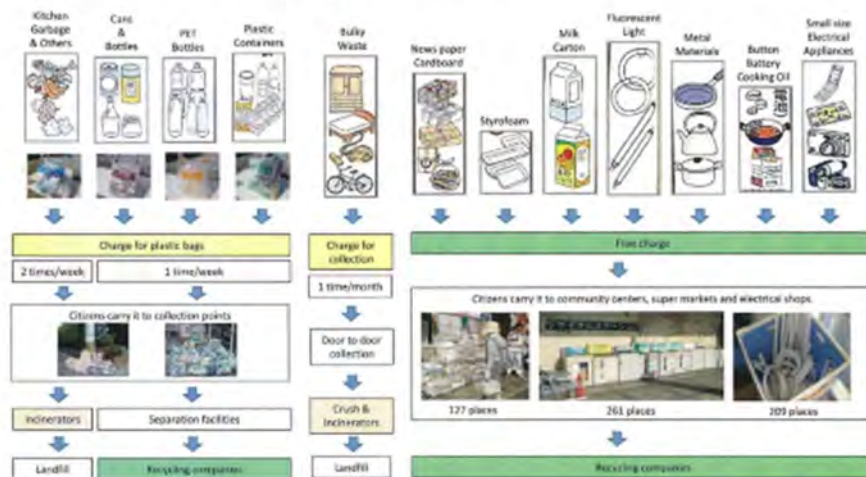 Kitchen
Garbage
& Others
Cans
&
Bottles
PET
Bottles
Plastic
Containers
Bulky
Waste
News paper
Cardboard
Styrofoam
Milk
Carton
Fluorescent
Light
Metal
Materials
Button
Battery
Cooking Oil
Small size
Electrical
Appliances
Charge for plastic bags
Charge for
collection
Free charge
2 times/week
1 time/week
1 time/month
Citizens carry it to collection points
Door to door
collection
Citizens carry it to community centers, super markets and electrical shops.
127 places
261 places
209 places
Incinerators
Separation facilities
Crush &
Incinerators
Landfill
Recycling companies
Landfill
Recycling companies